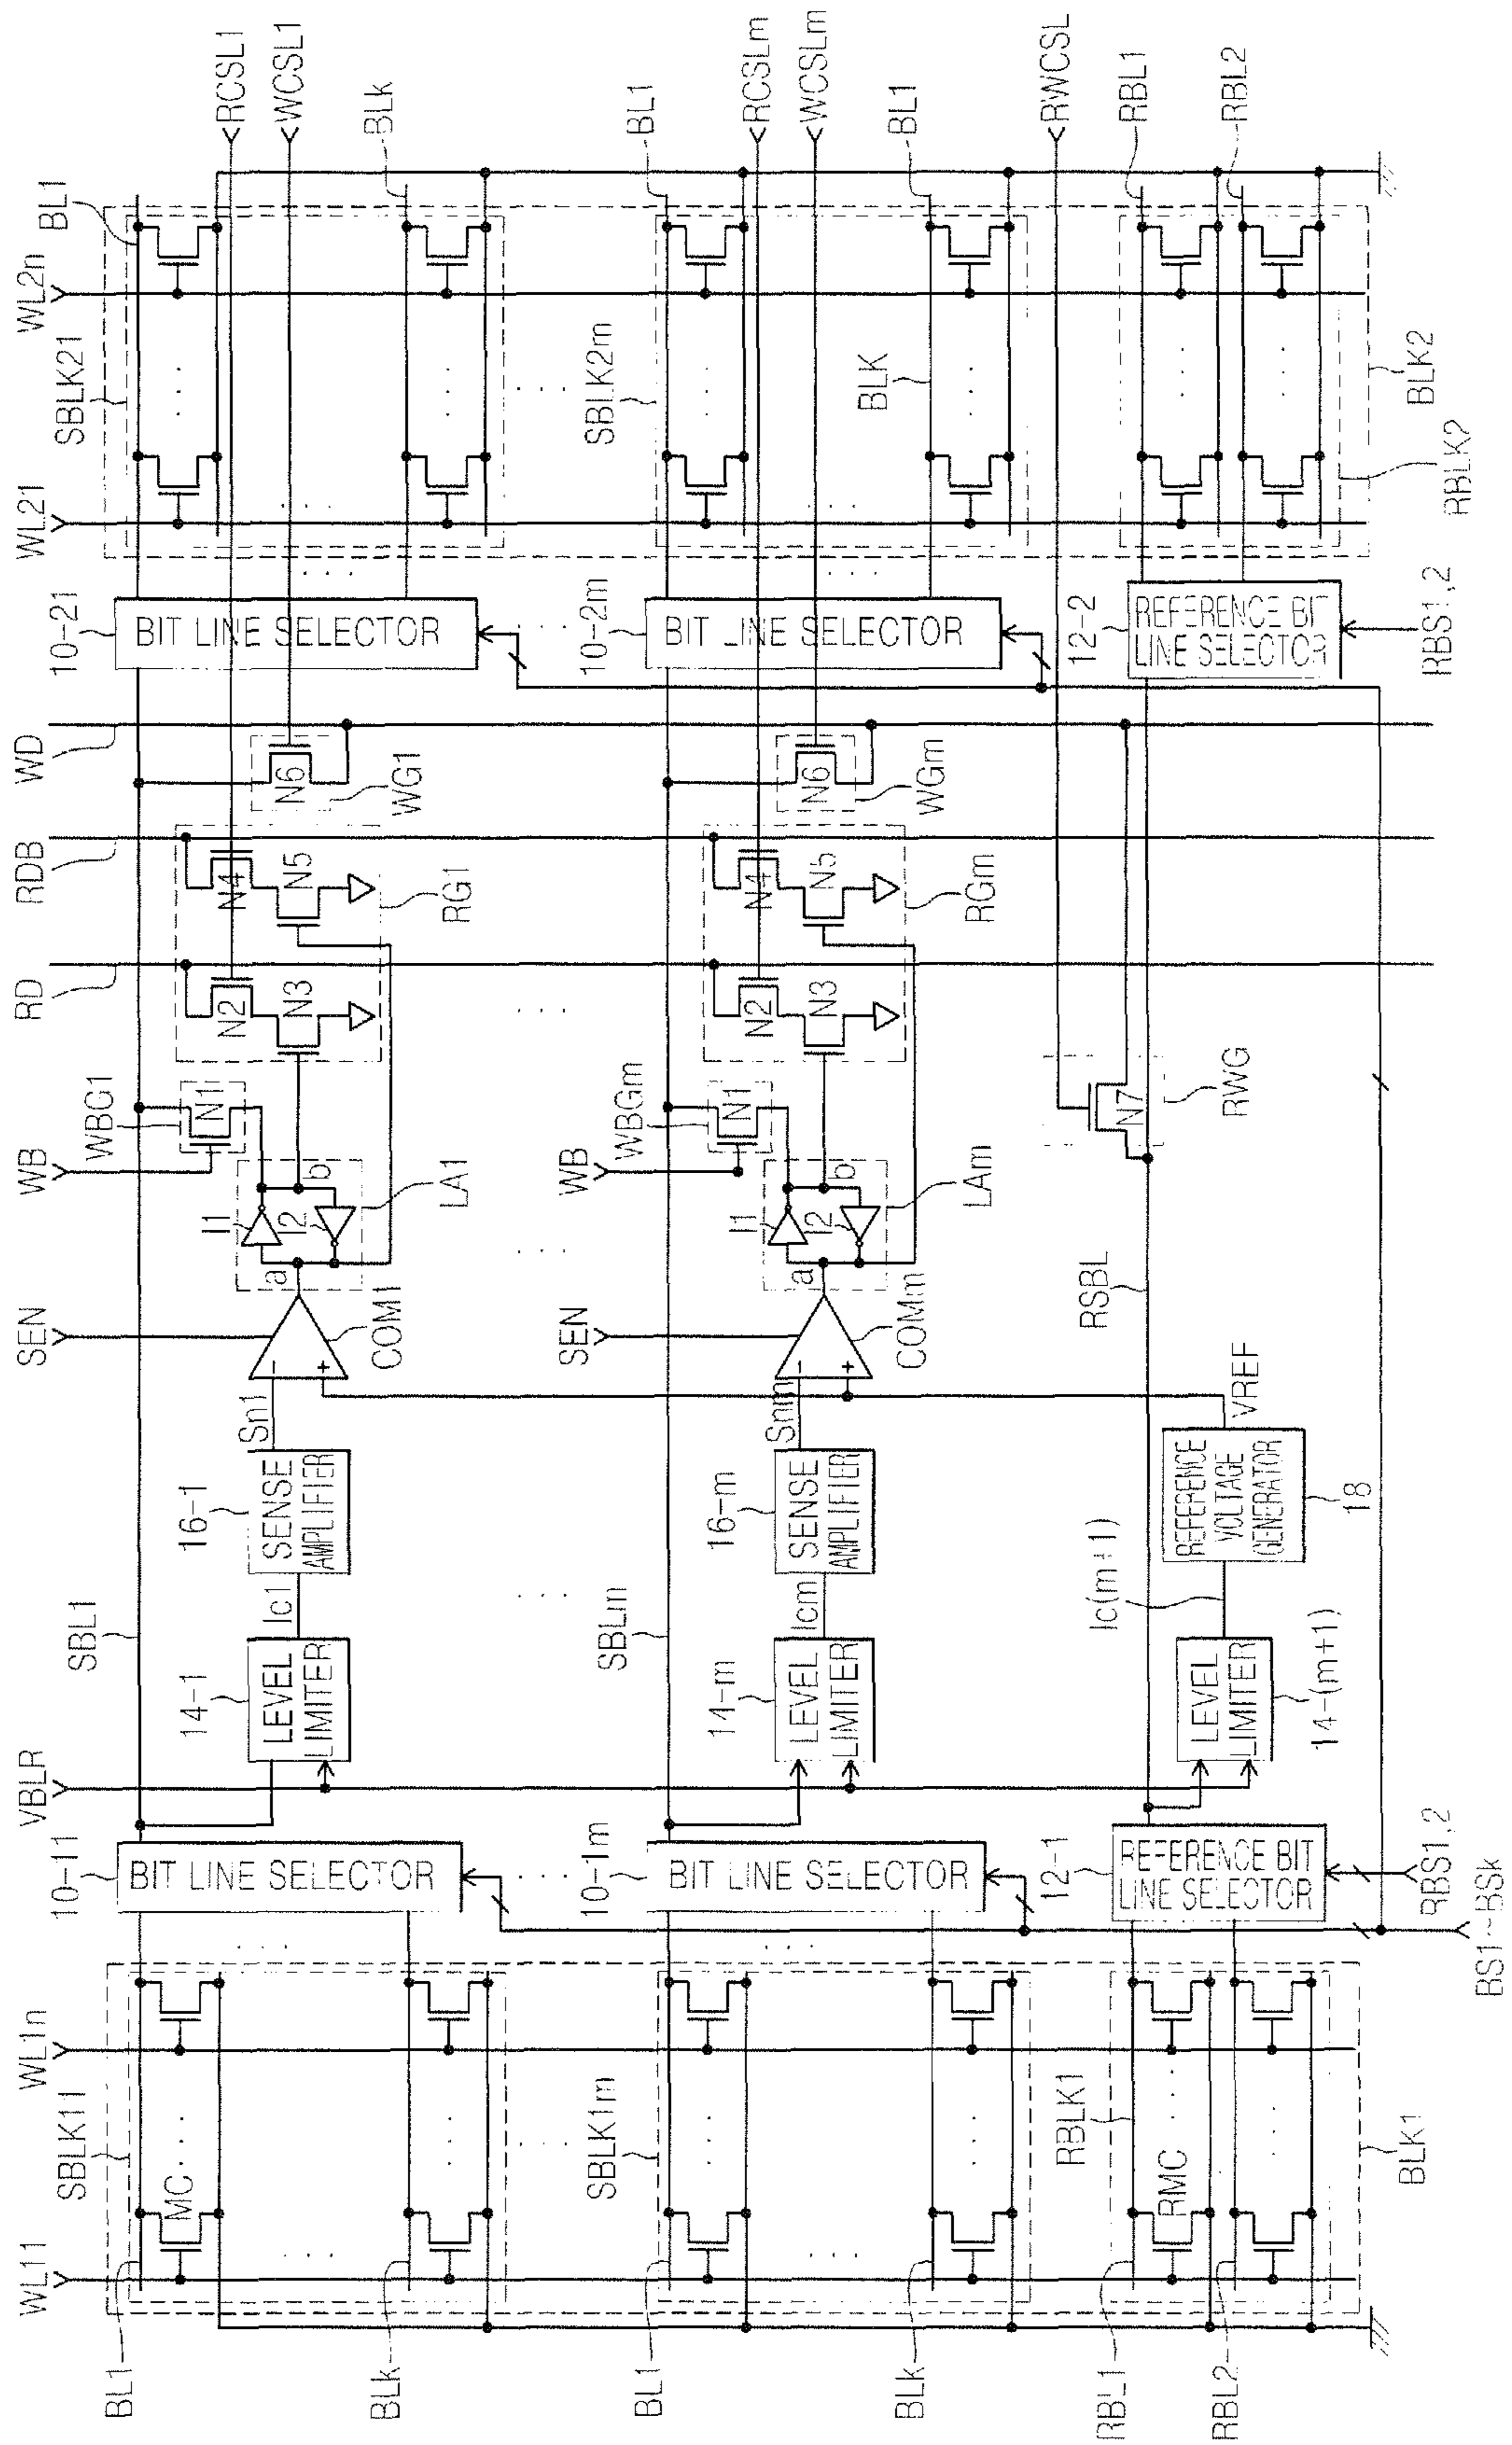 WL11
WL1n
VBLR
SEN
WB
RD
RDB
WD
WL21
WL2n
BL1
SBLK11
10-11
SBL1
14-1
16-1
WBG1
10-21
SBLK21
BL1
MC
BIT LINE SELECTOR
LEVEL LIMITER
Ic1
SENSE AMPLIFIER
Sn1
COM1
a
I1
I2
b
LA1
N1
N2
N3
N4
N5
RG1
N6
WG1
BIT LINE SELECTOR
RCSL1
WCSL1
BLk
BLk
BL1
SBLK1m
10-1m
SBLm
14-m
16-m
SEN
WB
WBGm
10-2m
SBLK2m
BL1
BIT LINE SELECTOR
LEVEL LIMITER
Icm
SENSE AMPLIFIER
Snm
COMm
a
I1
I2
b
LAm
N1
N2
N3
N4
N5
RGm
N6
WGm
BIT LINE SELECTOR
BLK
RCSLm
WCSLm
BLk
BL1
RWCSL
RBL1
RBL2
RBLK1
RMC
12-1
REFERENCE BIT LINE SELECTOR
LEVEL LIMITER
14-(m+1)
Ic(m+1)
REFERENCE VOLTAGE GENERATOR
18
VREF
RSBL
N7
RWG
12-2
REFERENCE BIT LINE SELECTOR
RBL1
RBL2
BLK1
RBS1,2
BS1~BSk
RBS1,2
RBLK2
BLK2